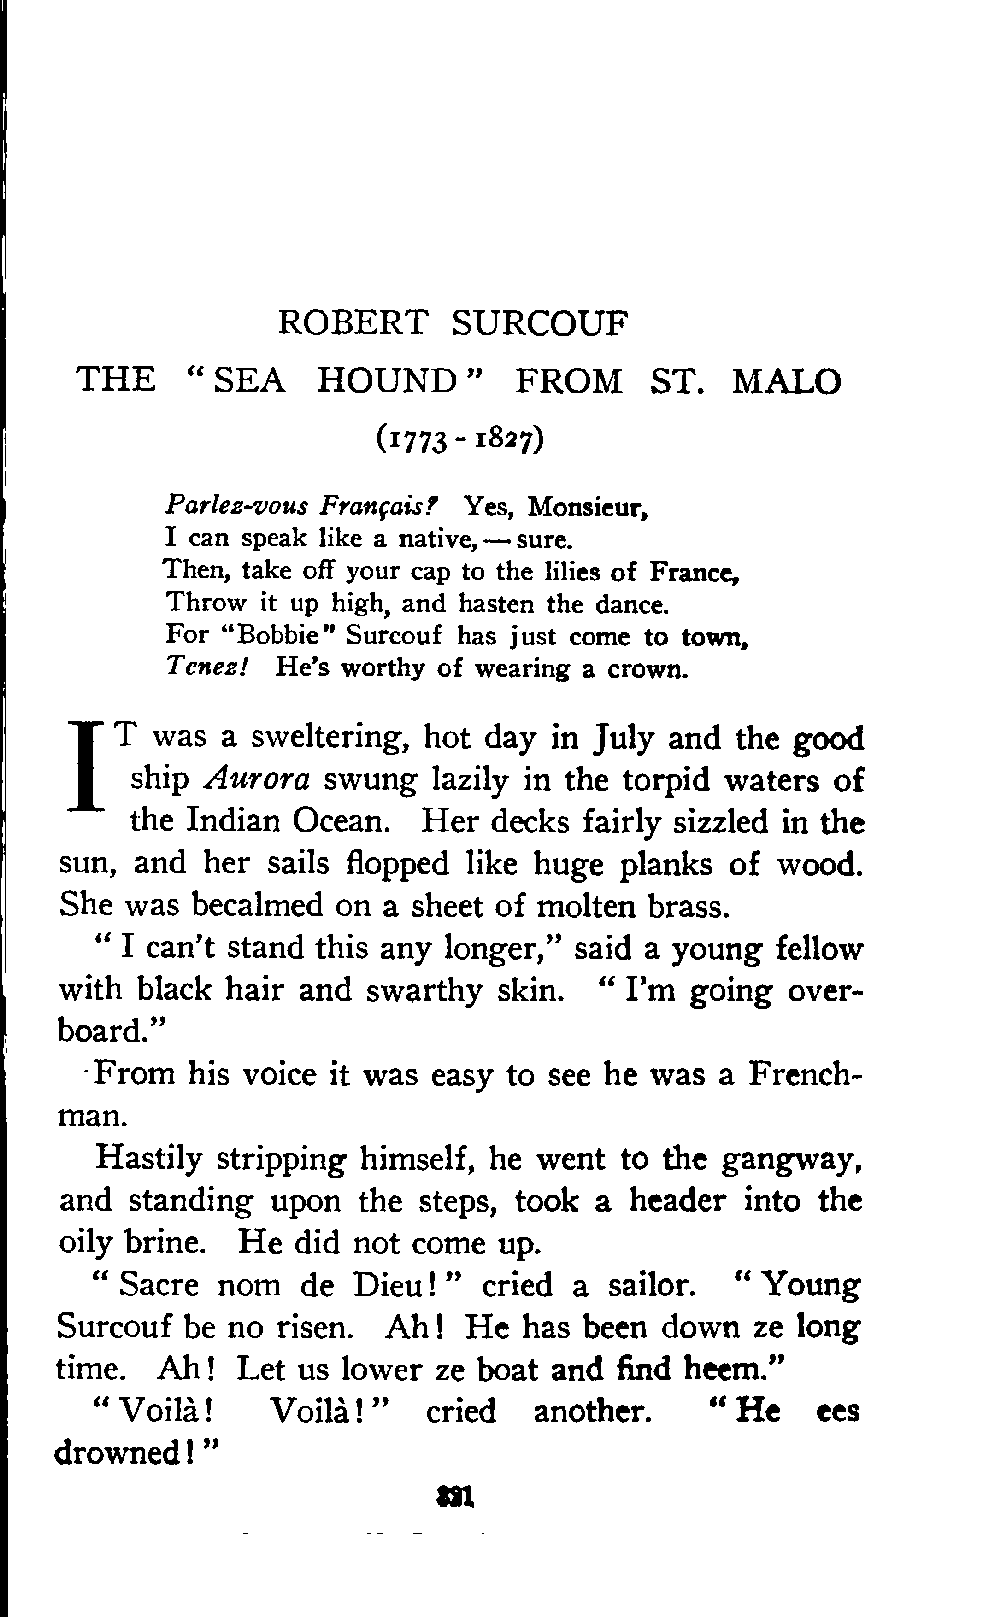 ROBERT SURCOUF
THE "SEA HOUND" FROM ST. MALO
(1773-1827)
Parlez-vous Français? Yes, Monsieur,
I can speak like a native, — sure.
Then, take off your cap to the lilies of France,
Throw it up high, and hasten the dance.
For "Bobbie" Surcouf has just come to town,
Tenez! He's worthy of wearing a crown.
IT was a sweltering, hot day in July and the good
ship Aurora swung lazily in the torpid waters of
the Indian Ocean. Her decks fairly sizzled in the
sun, and her sails flopped like huge planks of wood.
She was becalmed on a sheet of molten brass.
"I can't stand this any longer," said a young fellow
with black hair and swarthy skin. "I'm going over-
board."
From his voice it was easy to see he was a French-
man.
Hastily stripping himself, he went to the gangway,
and standing upon the steps, took a header into the
oily brine. He did not come up.
"Sacre nom de Dieu!" cried a sailor. "Young
Surcouf be no risen. Ah! He has been down ze long
time. Ah! Let us lower ze boat and find heem."
"Voilà! Voilà!" cried another. "He ees
drowned!"